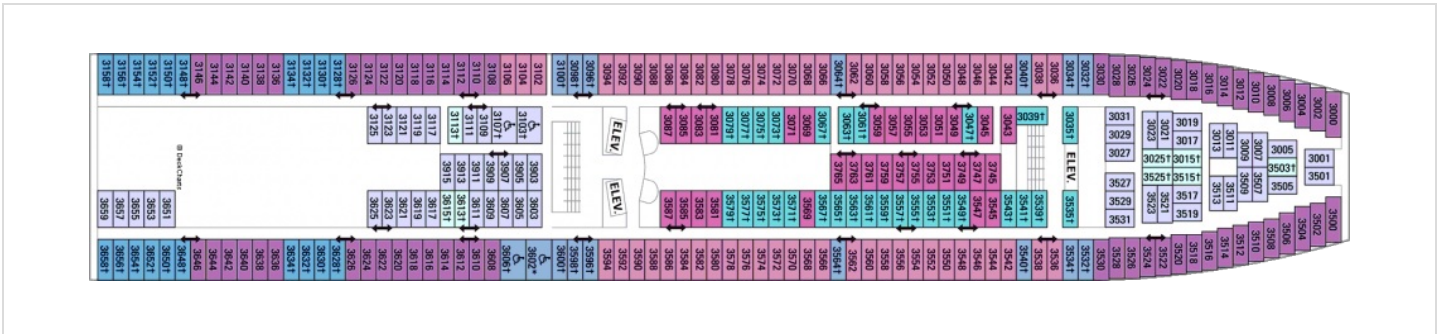 3158† 3156† 3154† 3152† 3150† 3148† 3146 3144 3142 3140 3138 3136 3134† 3132† 3130† 3128† 3126 3124 3122 3120 3118 3116 3114 3112 3110 3108 3106 3104 3102 3100† 3098† 3096† 3094 3092 3090 3088 3086 3084 3082 3080 3078 3076 3074 3072 3070 3068 3066 3064† 3062 3060 3058 3056 3054 3052 3050 3048 3046 3044 3042 3040† 3038 3036 3034† 3032† 3030 3028 3026 3024 3022 3020 3018 3016 3014 3012 3010 3008 3006 3004 3002 3000
3125 3123 3121 3119 3117 3113† 3111 3109 3107† 3103† ELEV. 3087 3085 3083 3081 3079† 3077† 3075† 3073† 3071 3069 3067† 3063† 3061† 3059 3057 3055 3053 3051 3049 3047† 3045 3043 3039† 3035† 3031 3023 3021 3019 3013 3011 3009 3007 3005 3001
3029 3017
3027 3025† 3015†
3915 3913 3911 3909 3907 3905 3903 3765 3763 3761 3759 3757 3755 3753 3751 3749 3747 3745 ELEV. 3503† 3501
DeckCharts
3527 3525† 3515† 3505
3659 3657 3655 3653 3651 3625 3623 3621 3619 3617 3615† 3613† 3611 3609 3607 3605 3603 ELEV. 3587 3585 3583 3581 3579† 3577† 3575† 3573† 3571† 3569 3567† 3565† 3563† 3561† 3559† 3557† 3555† 3553† 3551† 3549† 3547 3545 3543† 3541† 3539† 3535† 3529 3523 3521 3517 3513 3511 3509 3507
3531 3519
3658† 3656† 3654† 3652† 3650† 3648† 3646 3644 3642 3640 3638 3636 3634† 3632† 3630† 3628† 3626 3624 3622 3620 3618 3616 3614 3612 3610 3608 3606† 3602* 3600† 3598† 3596† 3594 3592 3590 3588 3586 3584 3582 3580 3578 3576 3574 3572 3570 3568 3566 3564† 3562 3560 3558 3556 3554 3552 3550 3548 3546 3544 3542 3540† 3538 3536 3534† 3532† 3530 3528 3526 3524 3522 3520 3518 3516 3514 3512 3510 3508 3506 3504 3502 3500